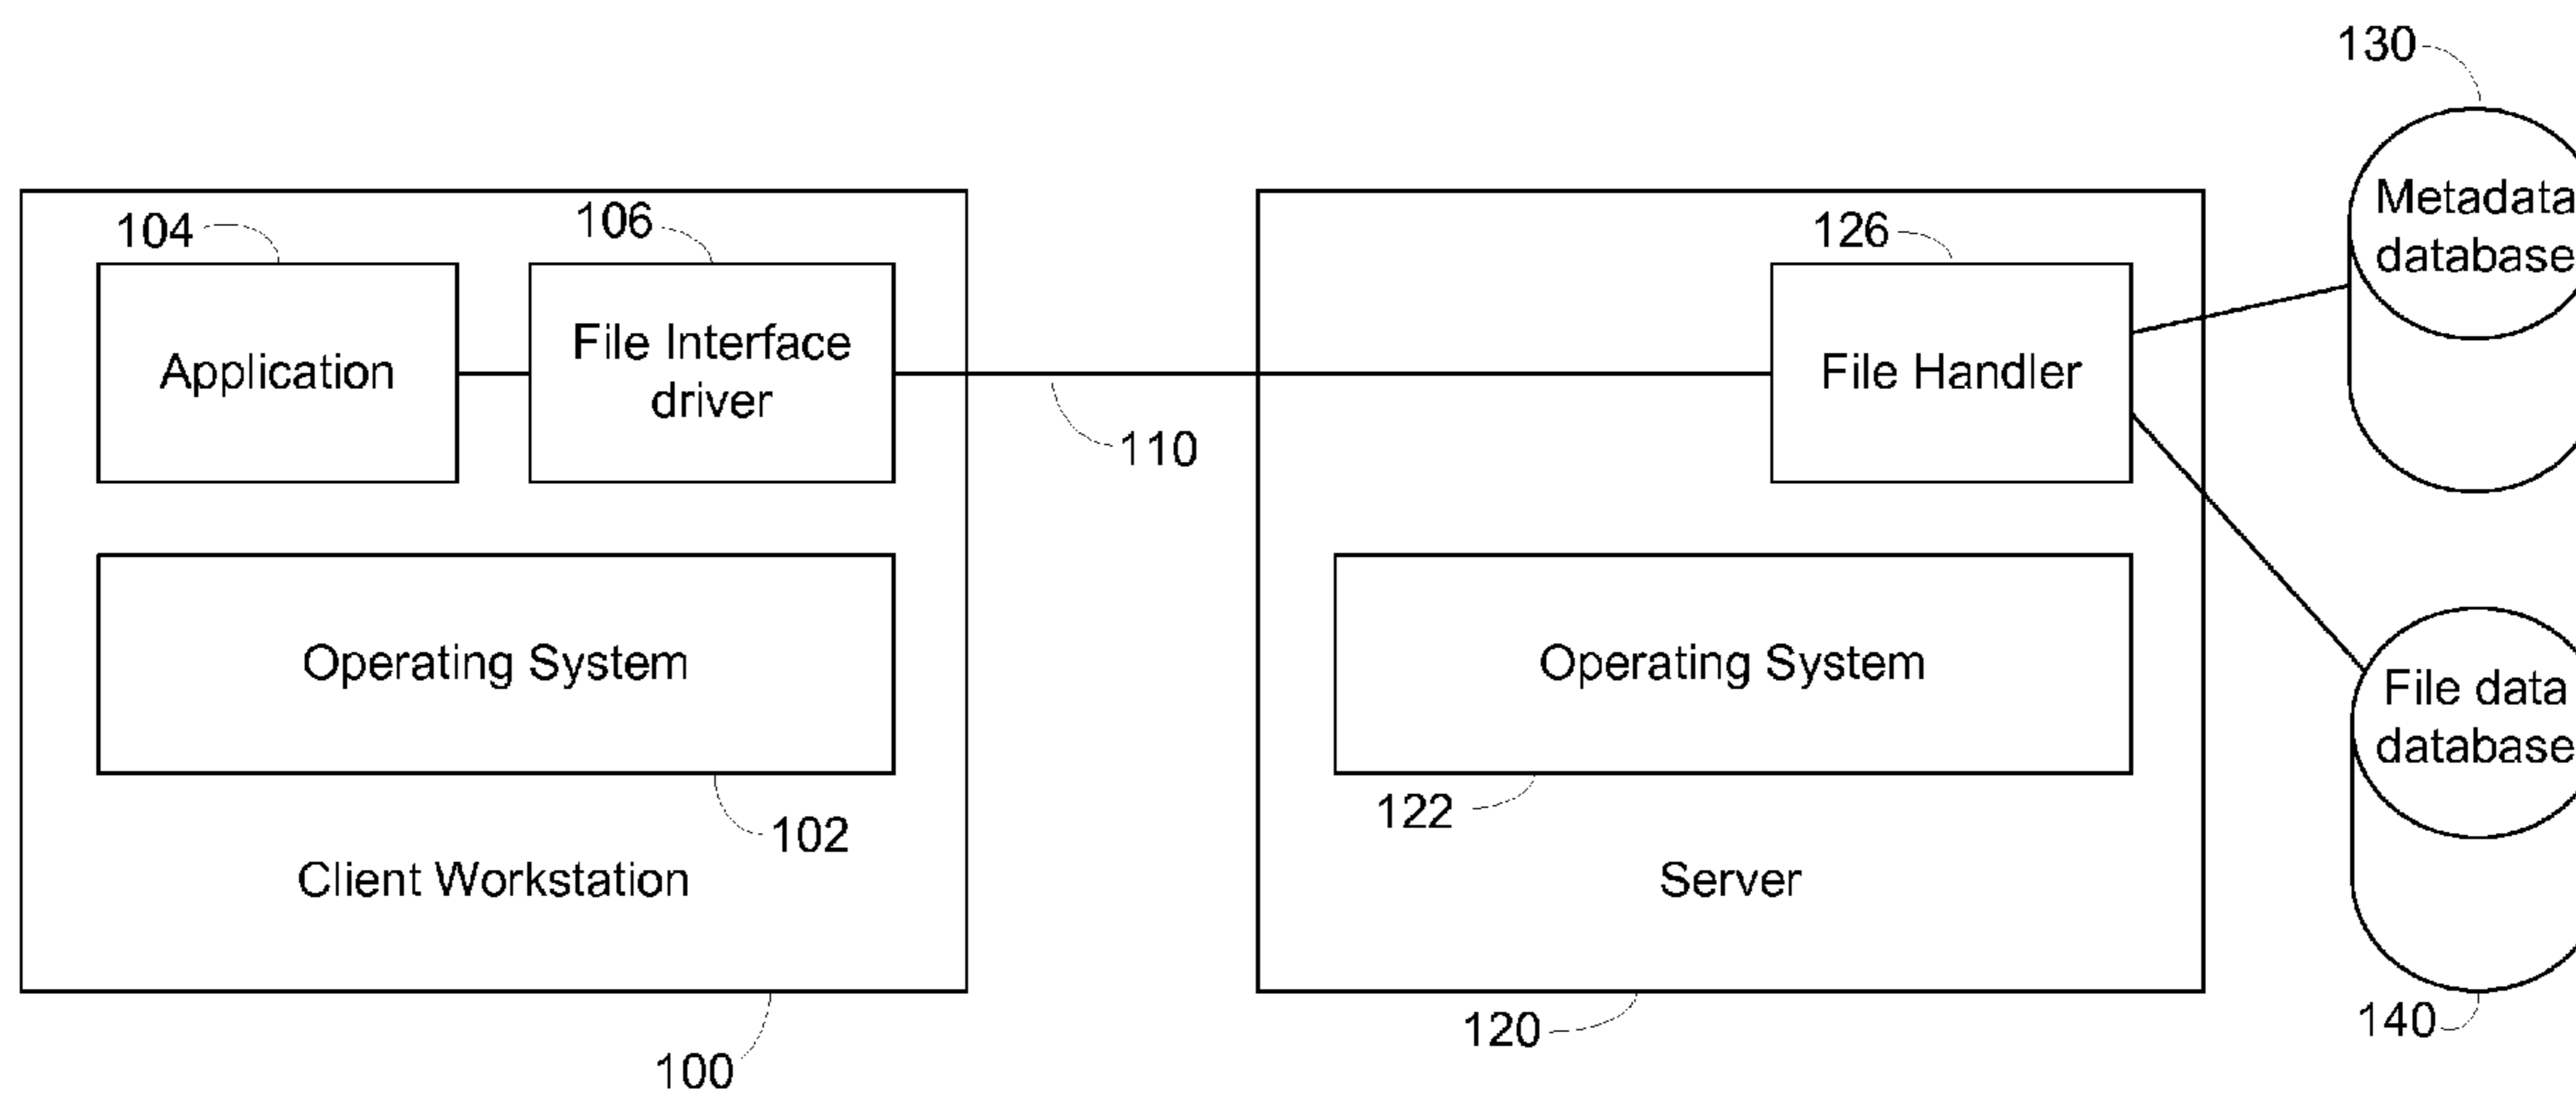 130
Metadata
database
104
106
126
Application
File Interface
driver
File Handler
110
Operating System
Operating System
File data
database
102
122
Client Workstation
Server
100
120
140